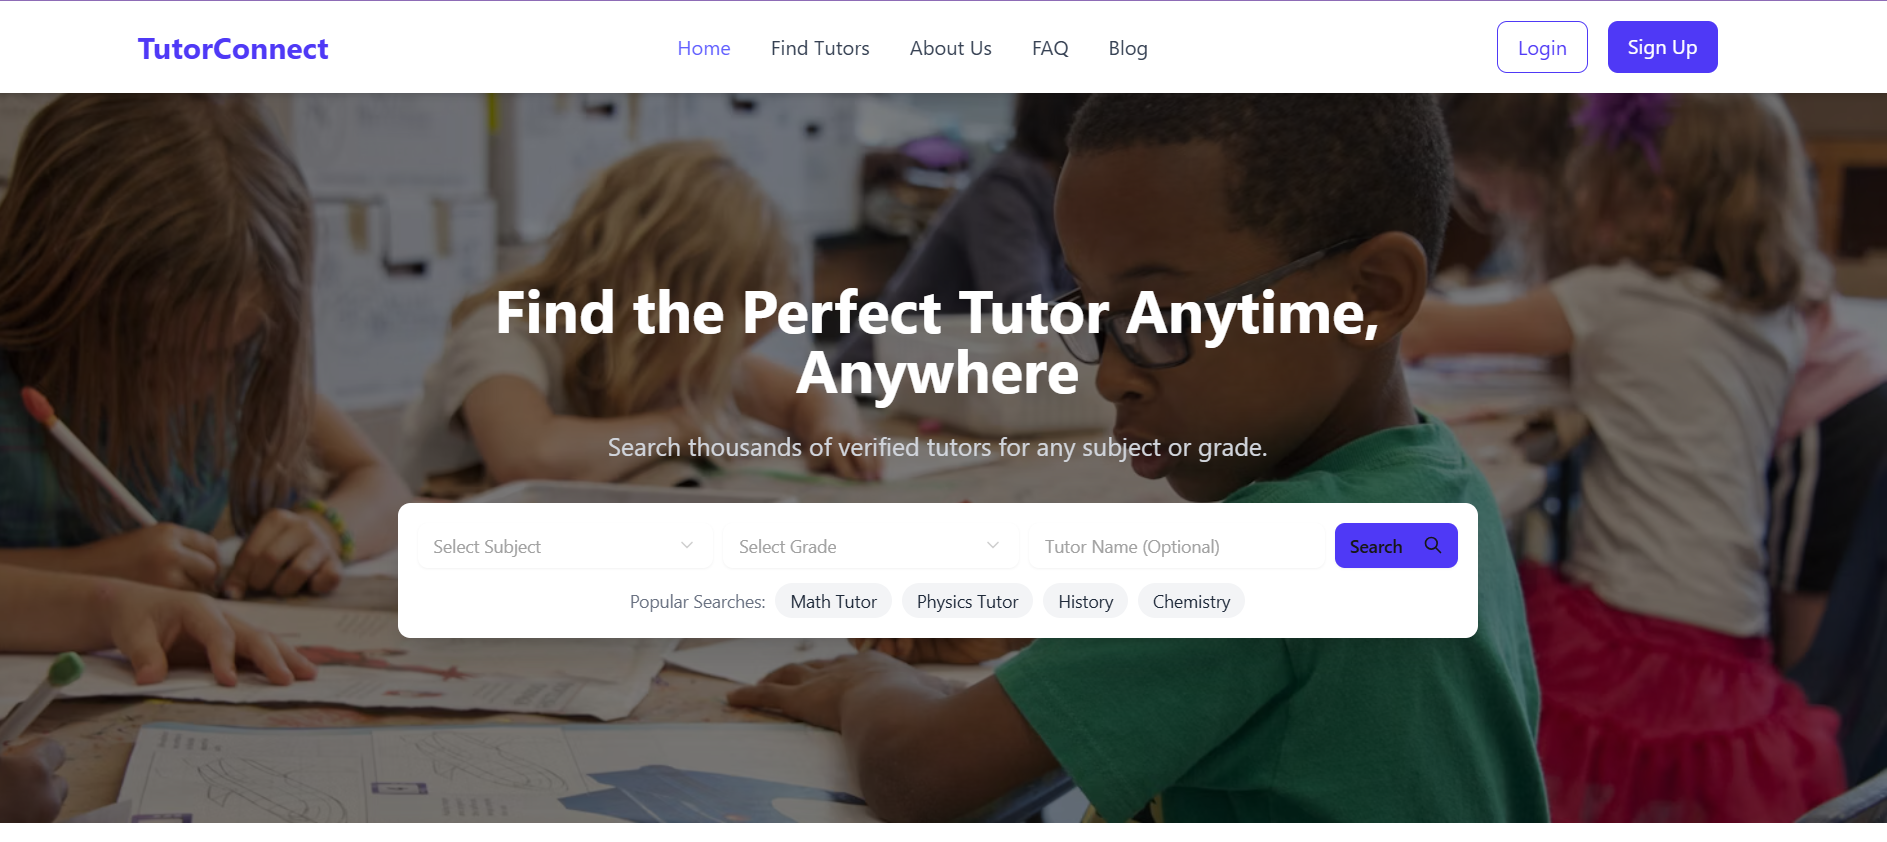 TutorConnect
Home
Find Tutors
About Us
FAQ
Blog
Login
Sign Up
Find the Perfect Tutor Anytime,
Anywhere
Search thousands of verified tutors for any subject or grade.
Select Subject
Select Grade
Tutor Name (Optional)
Search
Popular Searches:
Math Tutor
Physics Tutor
History
Chemistry